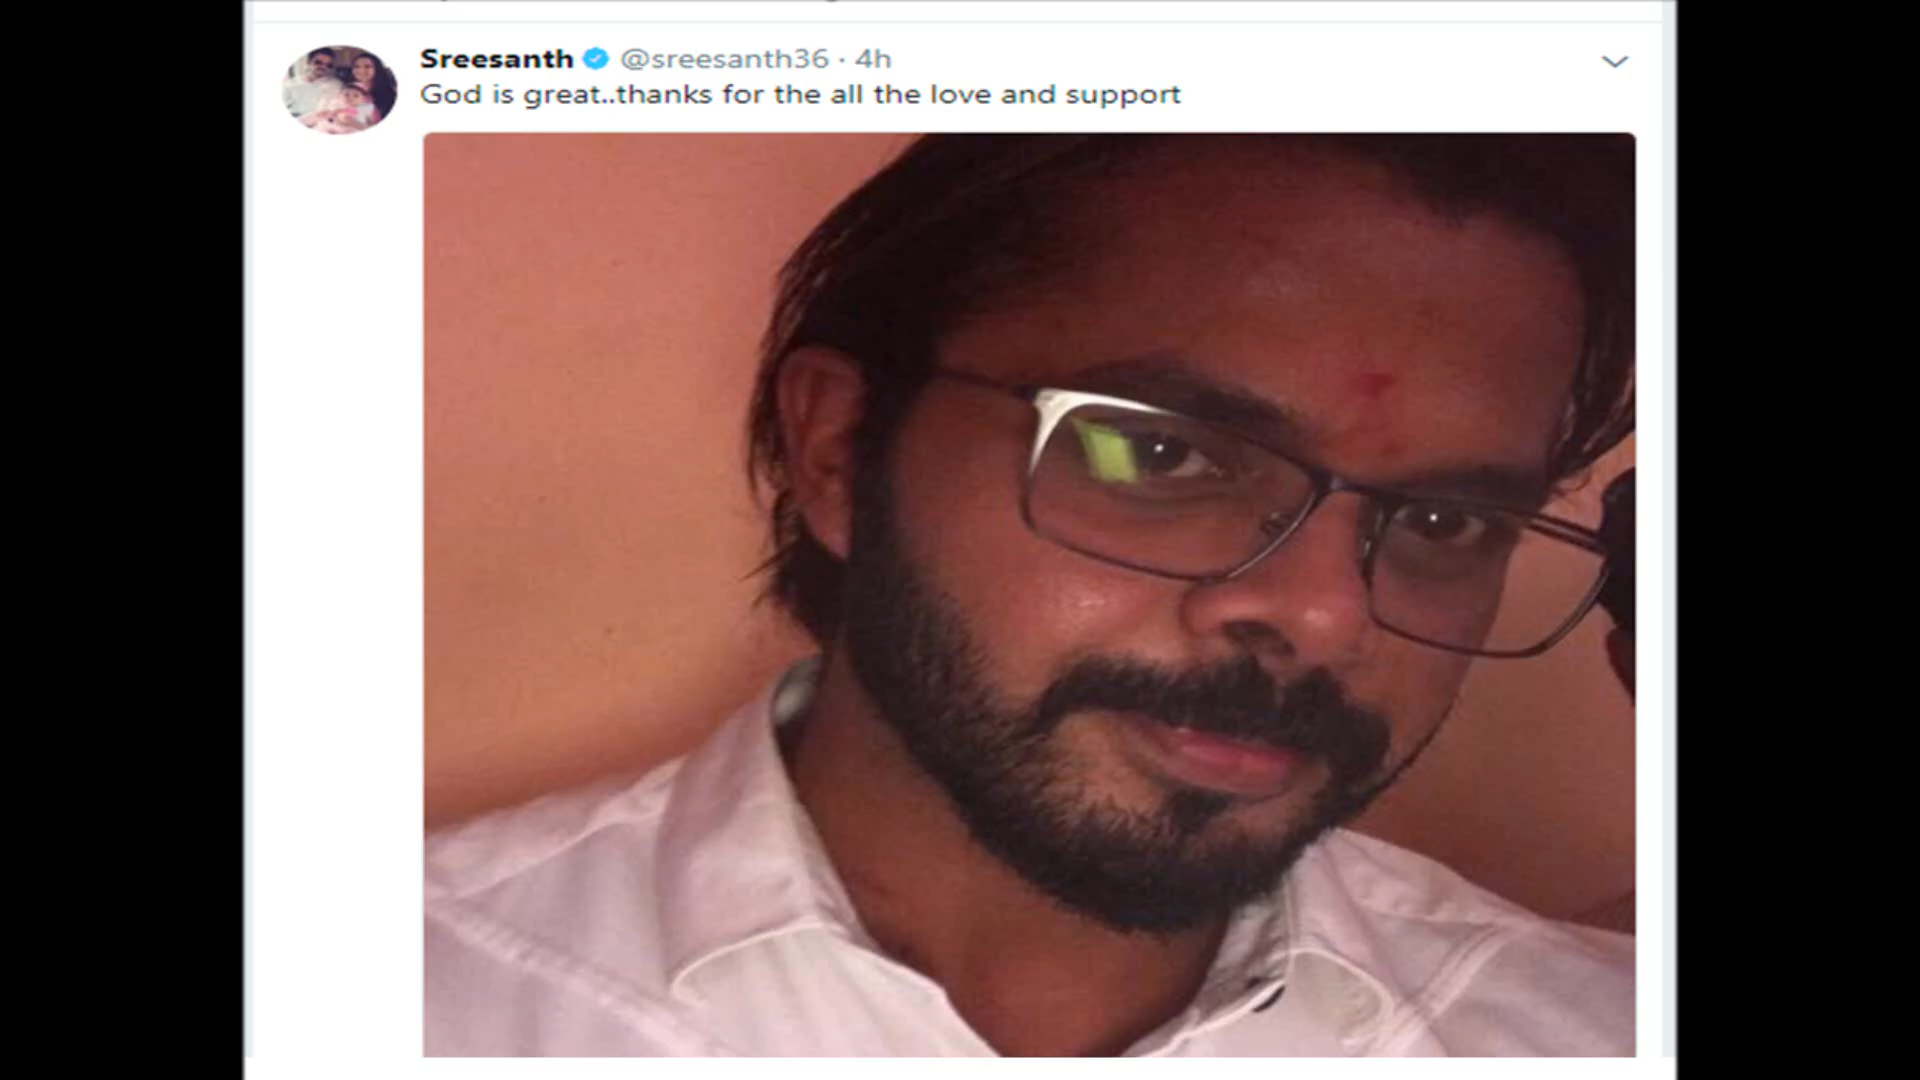 Sreesanth @sreesanth36 · 4h
God is great..thanks for the all the love and support